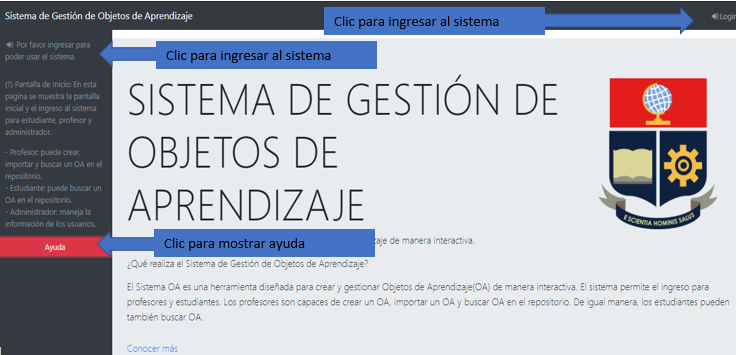 Sistema de Gestión de Objetos de Aprendizaje
Clic para ingresar al sistema
Login
Por favor ingresar para
poder usar el sistema.
Clic para ingresar al sistema
(?) Pantalla de Inicio: En esta
pagina se muestra la pantalla
inicial y el ingreso al sistema
para estudiante, profesor y
administrador.
- Profesor: puede crear,
importar y buscar un OA en el
repositorio.
- Estudiante: puede buscar un
OA en el repositorio.
- Administrador: maneja la
información de los usuarios.
Ayuda
Clic para mostrar ayuda
SISTEMA DE GESTIÓN DE
OBJETOS DE
APRENDIZAJE
E SCIENTIA HOMINIS SALUS
de manera interactiva.
¿Qué realiza el Sistema de Gestión de Objetos de Aprendizaje?
El Sistema OA es una herramienta diseñada para crear y gestionar Objetos de Aprendizaje(OA) de manera interactiva. El sistema permite el ingreso para
profesores y estudiantes. Los profesores son capaces de crear un OA, importar un OA y buscar OA en el repositorio. De igual manera, los estudiantes pueden
también buscar OA.
Conocer más